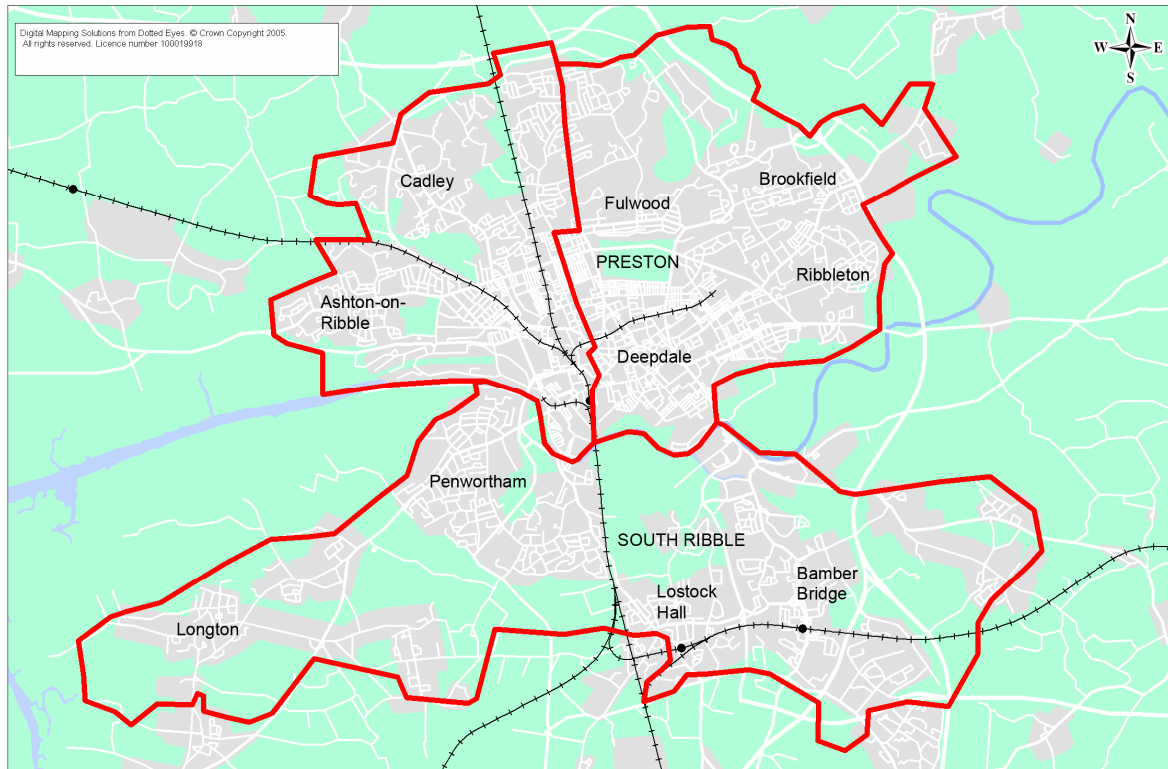 Digital Mapping Solutions from Dotted Eyes. © Crown Copyright 2005.
All rights reserved. Licence number 100019918
N
W E
S
Cadley
Brookfield
Fulwood
PRESTON
Ribbleton
Ashton-on-
Ribble
Deepdale
Penwortham
SOUTH RIBBLE
Bamber
Bridge
Lostock
Hall
Longton